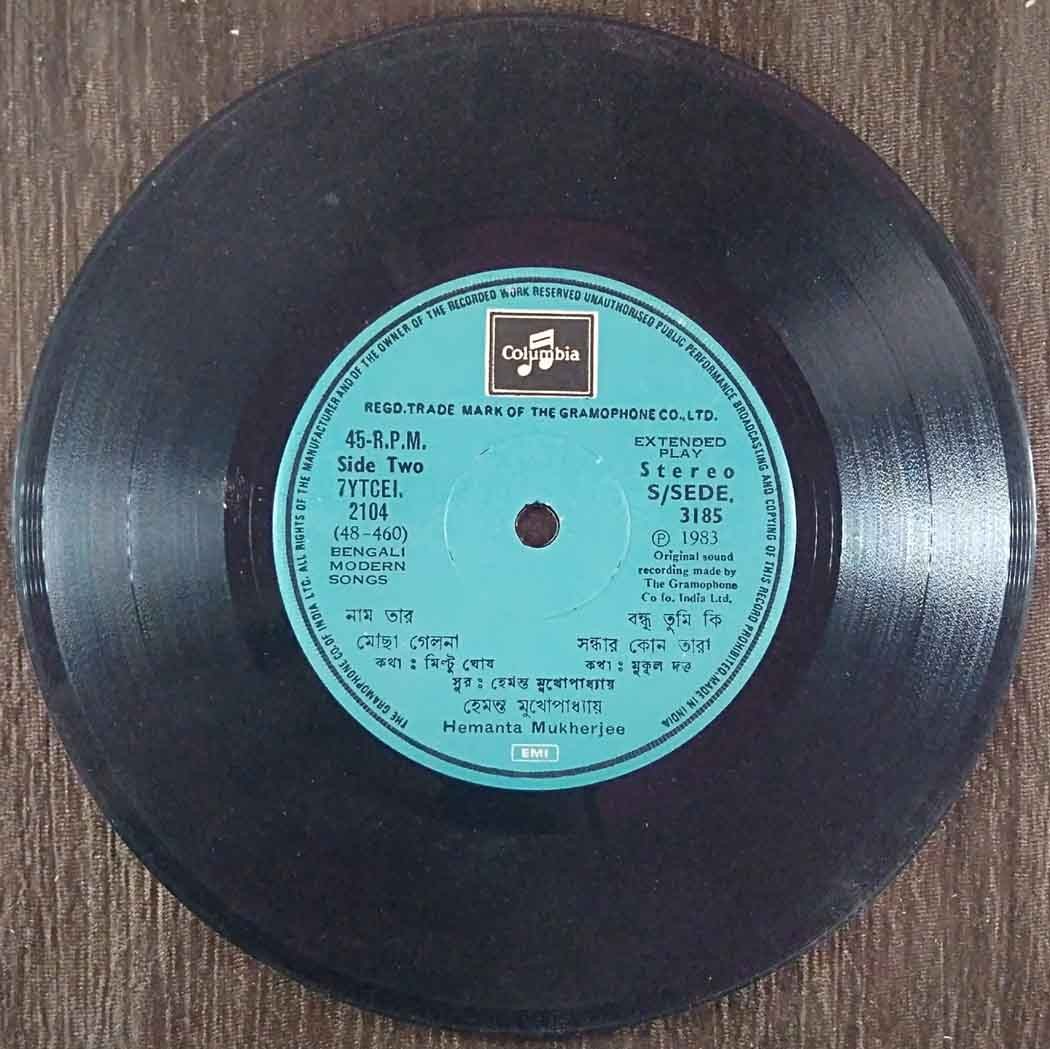 THE GRAMOPHONE CO. OF INDIA LTD. ALL RIGHTS OF THE MANUFACTURER AND OF THE OWNER OF THE RECORDED WORK RESERVED UNAUTHORISED PUBLIC PERFORMANCE BROADCASTING AND COPYING OF THIS RECORD PROHIBITED. MADE IN INDIA
Columbia
REGD. TRADE MARK OF THE GRAMOPHONE CO., LTD.
45-R.P.M.
Side Two
7YTCEI.
2104
(48-460)
BENGALI
MODERN
SONGS
EXTENDED
PLAY
Stereo
S/SEDE.
3185
Ⓟ 1983
Original sound
recording made by
The Gramophone
Co fo. India Ltd.
নাম তার
মোছা গেলনা
কথা : মিণ্টু ঘোষ
বন্ধু তুমি কি
সন্ধার কোন তারা
কথা : মুকুল দত্ত
সুর : হেমন্ত মুখোপাধ্যায়
হেমন্ত মুখোপাধ্যায়
Hemanta Mukherjee
EMI